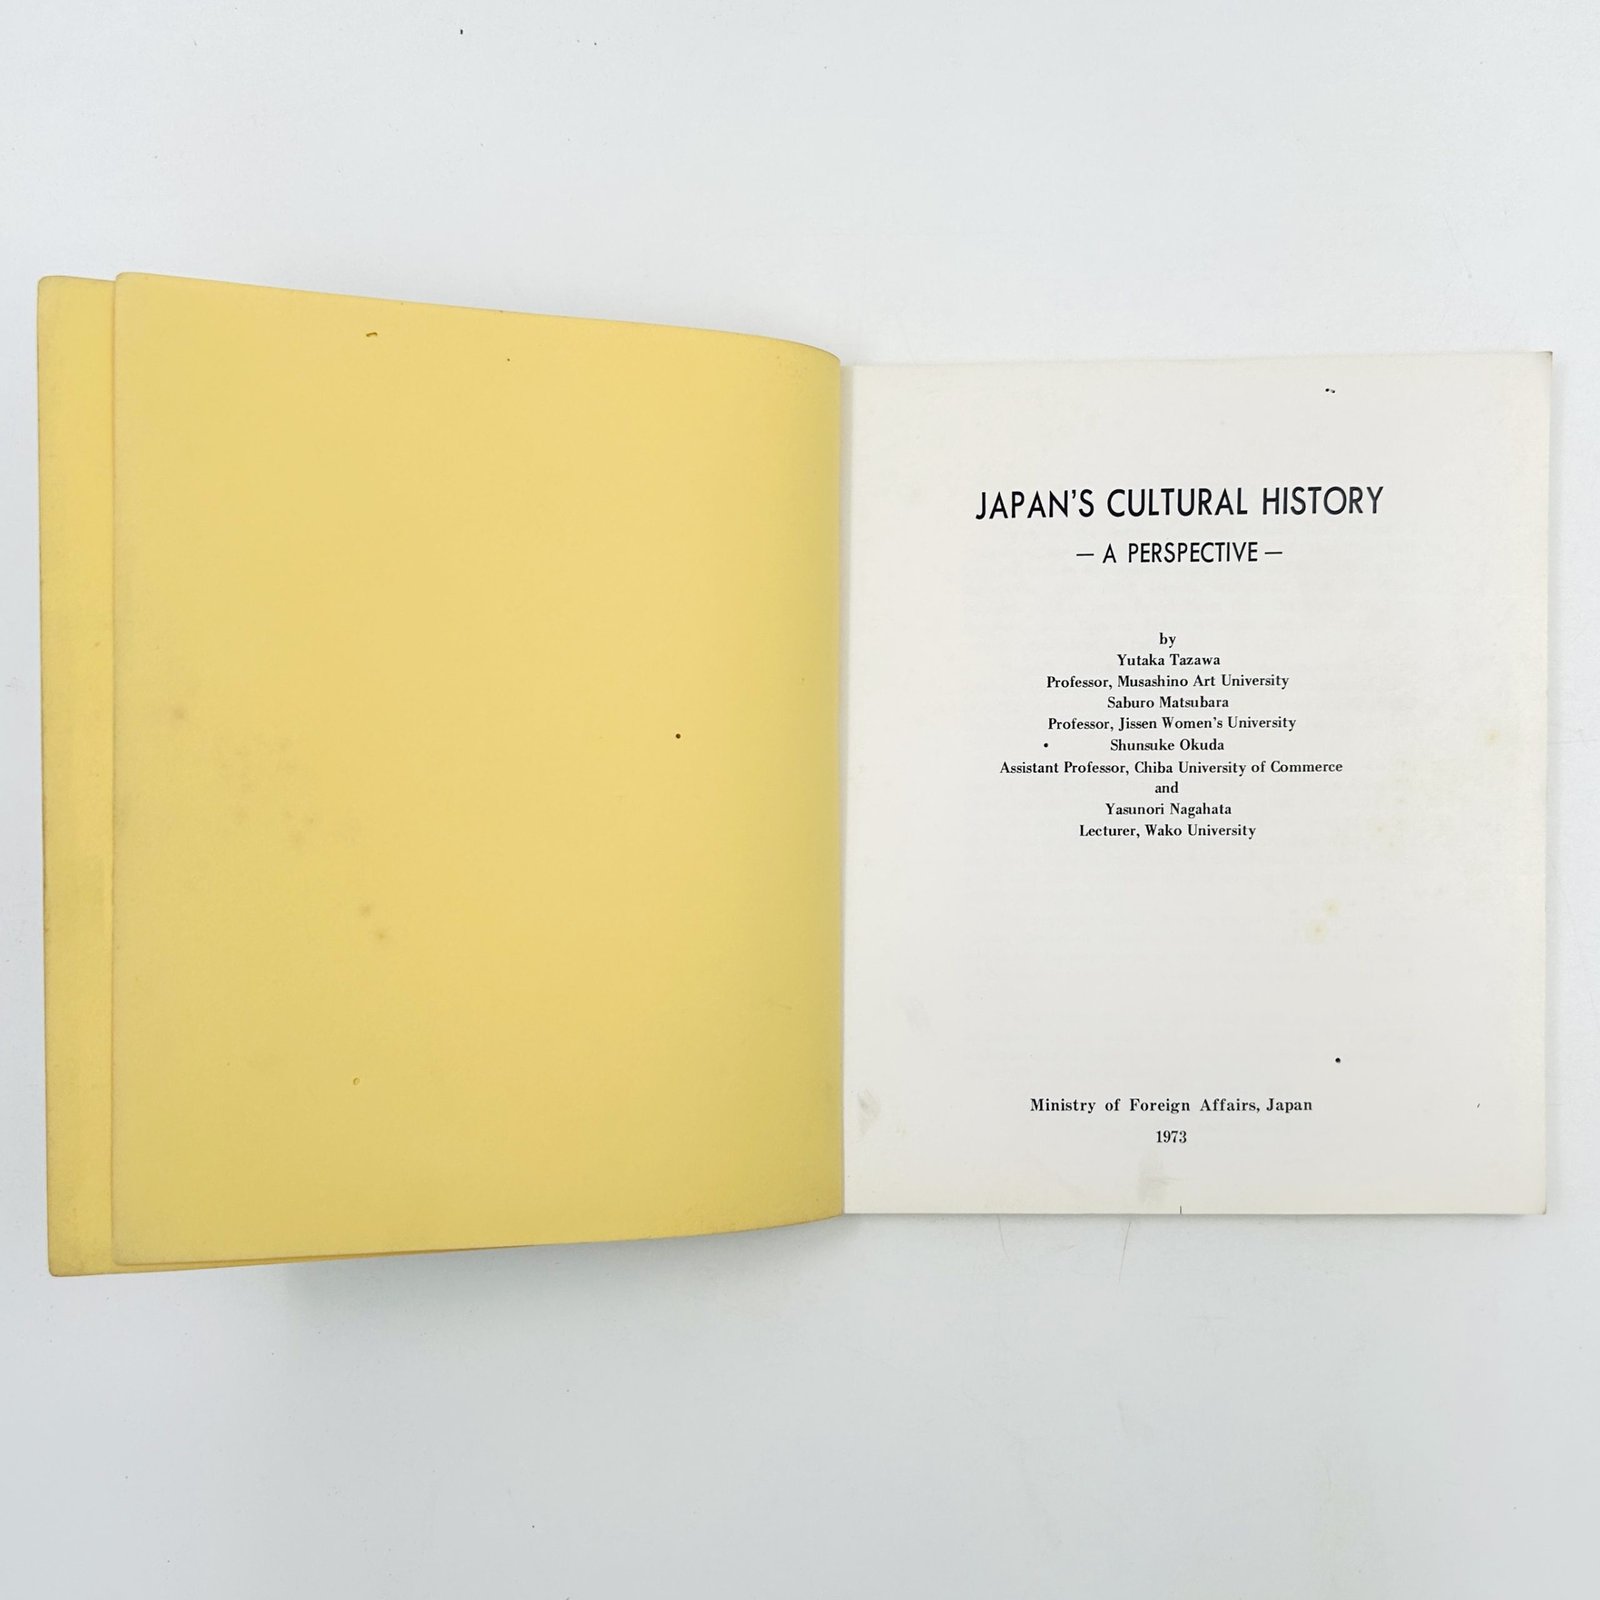 JAPAN'S CULTURAL HISTORY
— A PERSPECTIVE —
by
Yutaka Tazawa
Professor, Musashino Art University
Saburo Matsubara
Professor, Jissen Women's University
Shunsuke Okuda
Assistant Professor, Chiba University of Commerce
and
Yasunori Nagahata
Lecturer, Wako University
Ministry of Foreign Affairs, Japan
1973